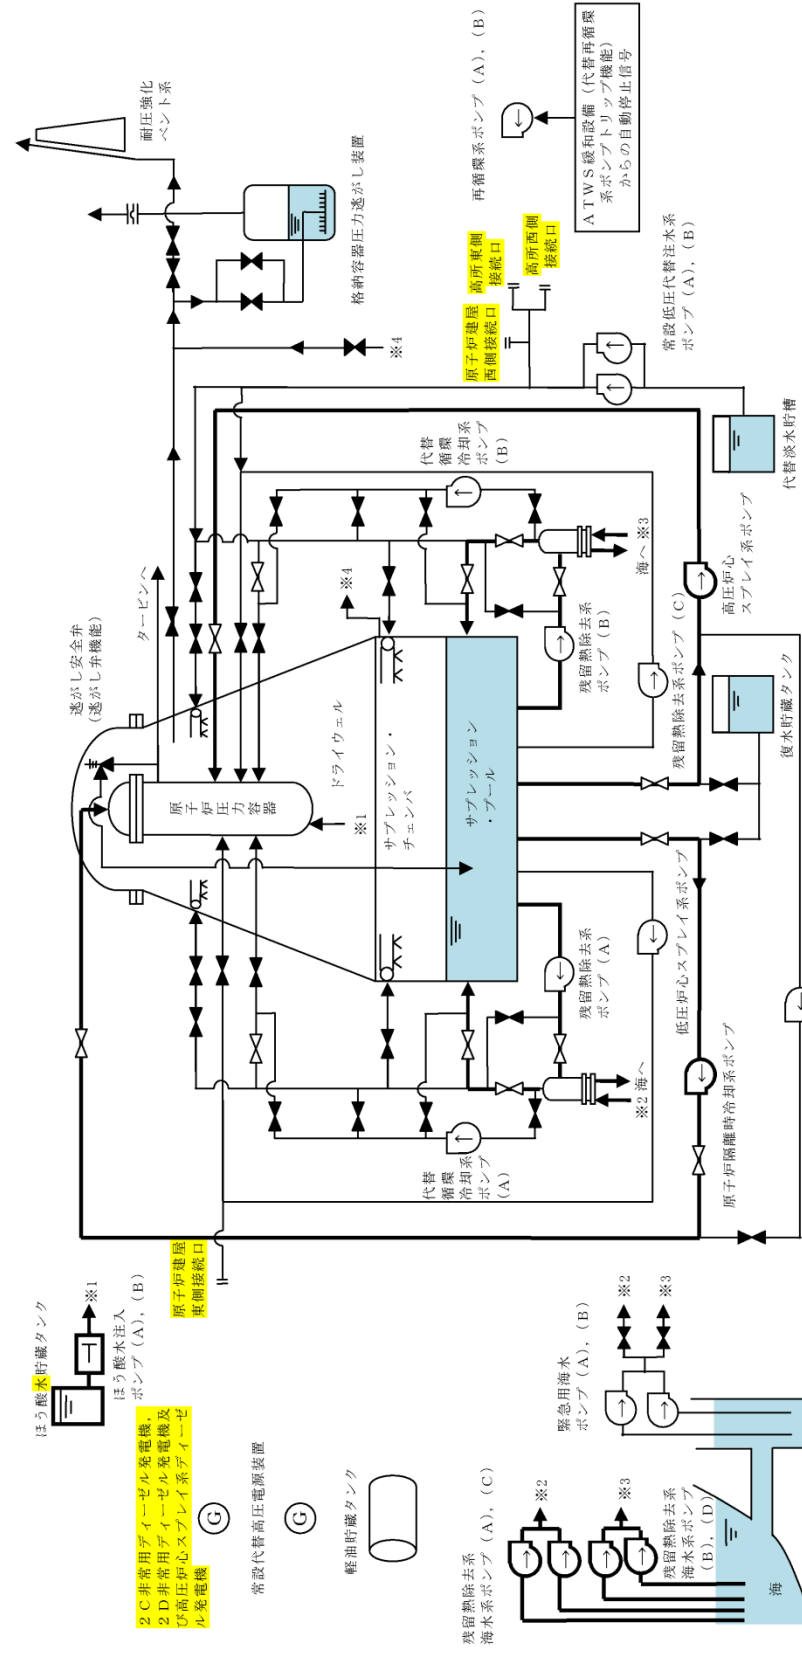 ほう酸水貯蔵タンク
※1
ほう酸水注入
ポンプ（A），（B）
2C非常用ディーゼル発電機，
2D非常用ディーゼル発電機及
び高圧炉心スプレイ系ディーゼ
ル発電機
G
常設代替高圧電源装置
G
軽油貯蔵タンク
残留熱除去系
海水系ポンプ（A），（C）
※2
※3
残留熱除去系
海水系ポンプ
（B），（D）
海
緊急用海水
ポンプ（A），（B）
※2
※3
原子炉建屋
東側接続口
逃がし安全弁
（逃がし弁機能）
タービンへ
原子炉圧力容器
※1
ドライウェル
サプレッション・
チェンバ
サプレッション
・プール
※4
代替
循環
冷却系
ポンプ
（A）
※2
海へ
残留熱除去系
ポンプ（A）
低圧炉心スプレイ系ポンプ
原子炉隔離時冷却系ポンプ
代替
循環
冷却系
ポンプ
（B）
海へ
※3
残留熱除去系
ポンプ（B）
残留熱除去系ポンプ（C）
高圧炉心
スプレイ系ポンプ
復水貯蔵タンク
代替淡水貯槽
常設低圧代替注水系
ポンプ（A），（B）
原子炉建屋
西側接続口
高所東側
接続口
高所西側
接続口
※4
格納容器圧力逃がし装置
耐圧強化
ベント系
再循環系ポンプ（A），（B）
ATWS緩和設備（代替再循環
系ポンプトリップ機能）
からの自動停止信号